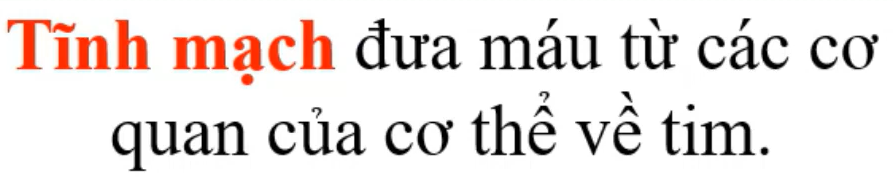 Tĩnh mạch đưa máu từ các cơ
quan của cơ thể về tim.